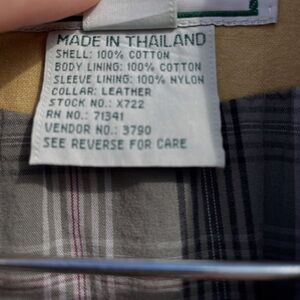 MADE IN THAILAND
SHELL: 100% COTTON
BODY LINING: 100% COTTON
SLEEVE LINING: 100% NYLON
COLLAR: LEATHER
STOCK NO.: X722
RN NO.: 71341
VENDOR NO.: 3790
SEE REVERSE FOR CARE